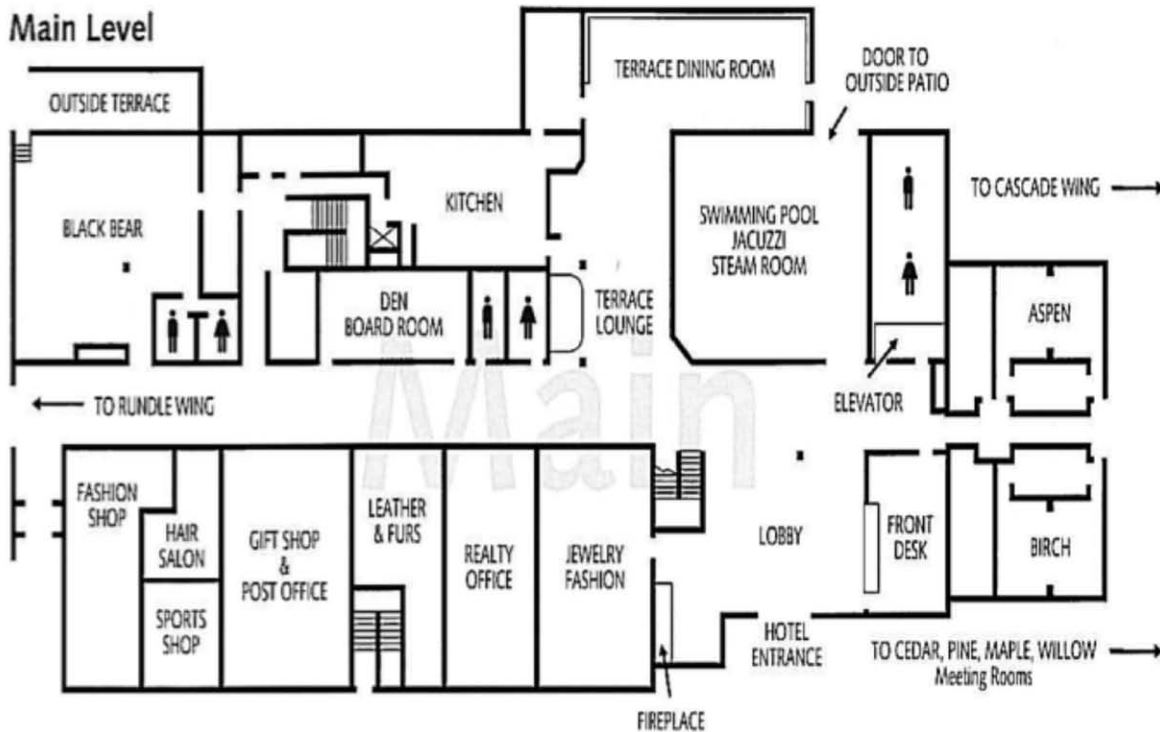 Main Level
OUTSIDE TERRACE
TERRACE DINING ROOM
DOOR TO
OUTSIDE PATIO
BLACK BEAR
KITCHEN
SWIMMING POOL
JACUZZI
STEAM ROOM
TO CASCADE WING
DEN
BOARD ROOM
TERRACE
LOUNGE
ASPEN
Main
TO RUNDLE WING
ELEVATOR
FASHION
SHOP
HAIR
SALON
SPORTS
SHOP
GIFT SHOP
&
POST OFFICE
LEATHER
& FURS
REALTY
OFFICE
JEWELRY
FASHION
LOBBY
FRONT
DESK
BIRCH
HOTEL
ENTRANCE
FIREPLACE
TO CEDAR, PINE, MAPLE, WILLOW
Meeting Rooms